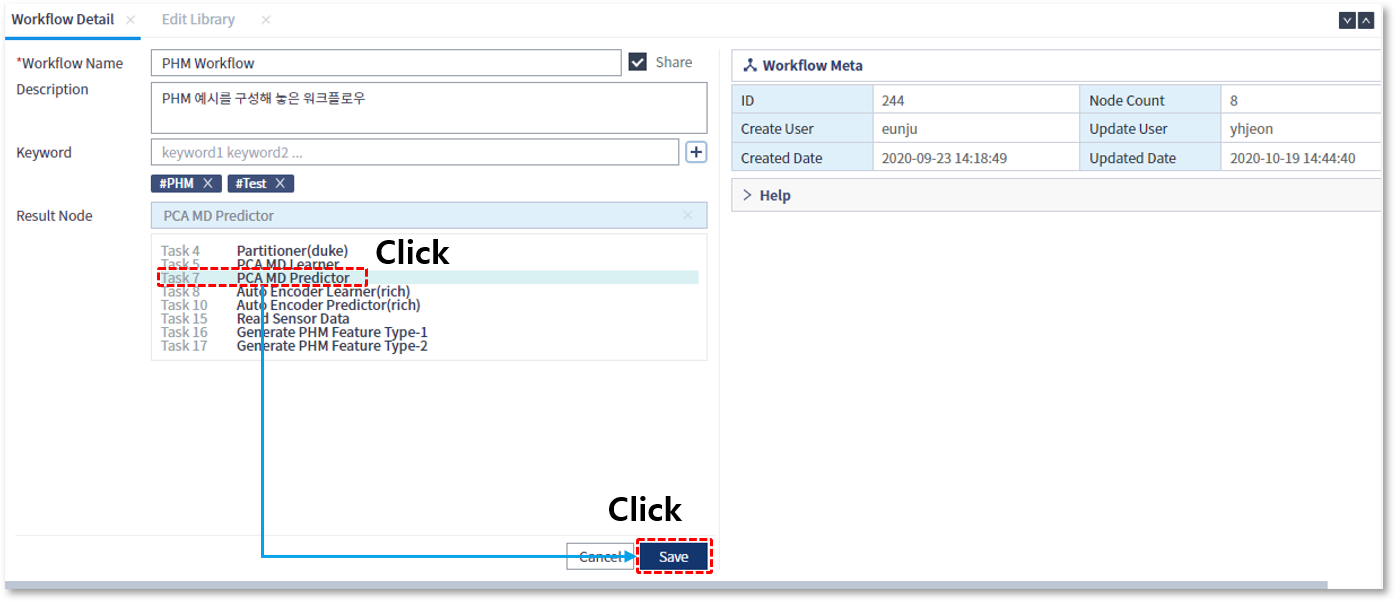 Workflow Detail × Edit Library ×
*Workflow Name PHM Workflow Share
Description PHM 예시를 구성해 놓은 워크플로우
Keyword keyword1 keyword2 ... +
#PHM X #Test X
Result Node PCA MD Predictor ×
Task 4 Partitioner(duke)
Click
Task 5 PCA MD Learner
Task 7 PCA MD Predictor
Task 8 Auto Encoder Learner(rich)
Task 10 Auto Encoder Predictor(rich)
Task 15 Read Sensor Data
Task 16 Generate PHM Feature Type-1
Task 17 Generate PHM Feature Type-2
Click
Cancel Save
Workflow Meta
ID 244 Node Count 8
Create User eunju Update User yhjeon
Created Date 2020-09-23 14:18:49 Updated Date 2020-10-19 14:44:40
> Help